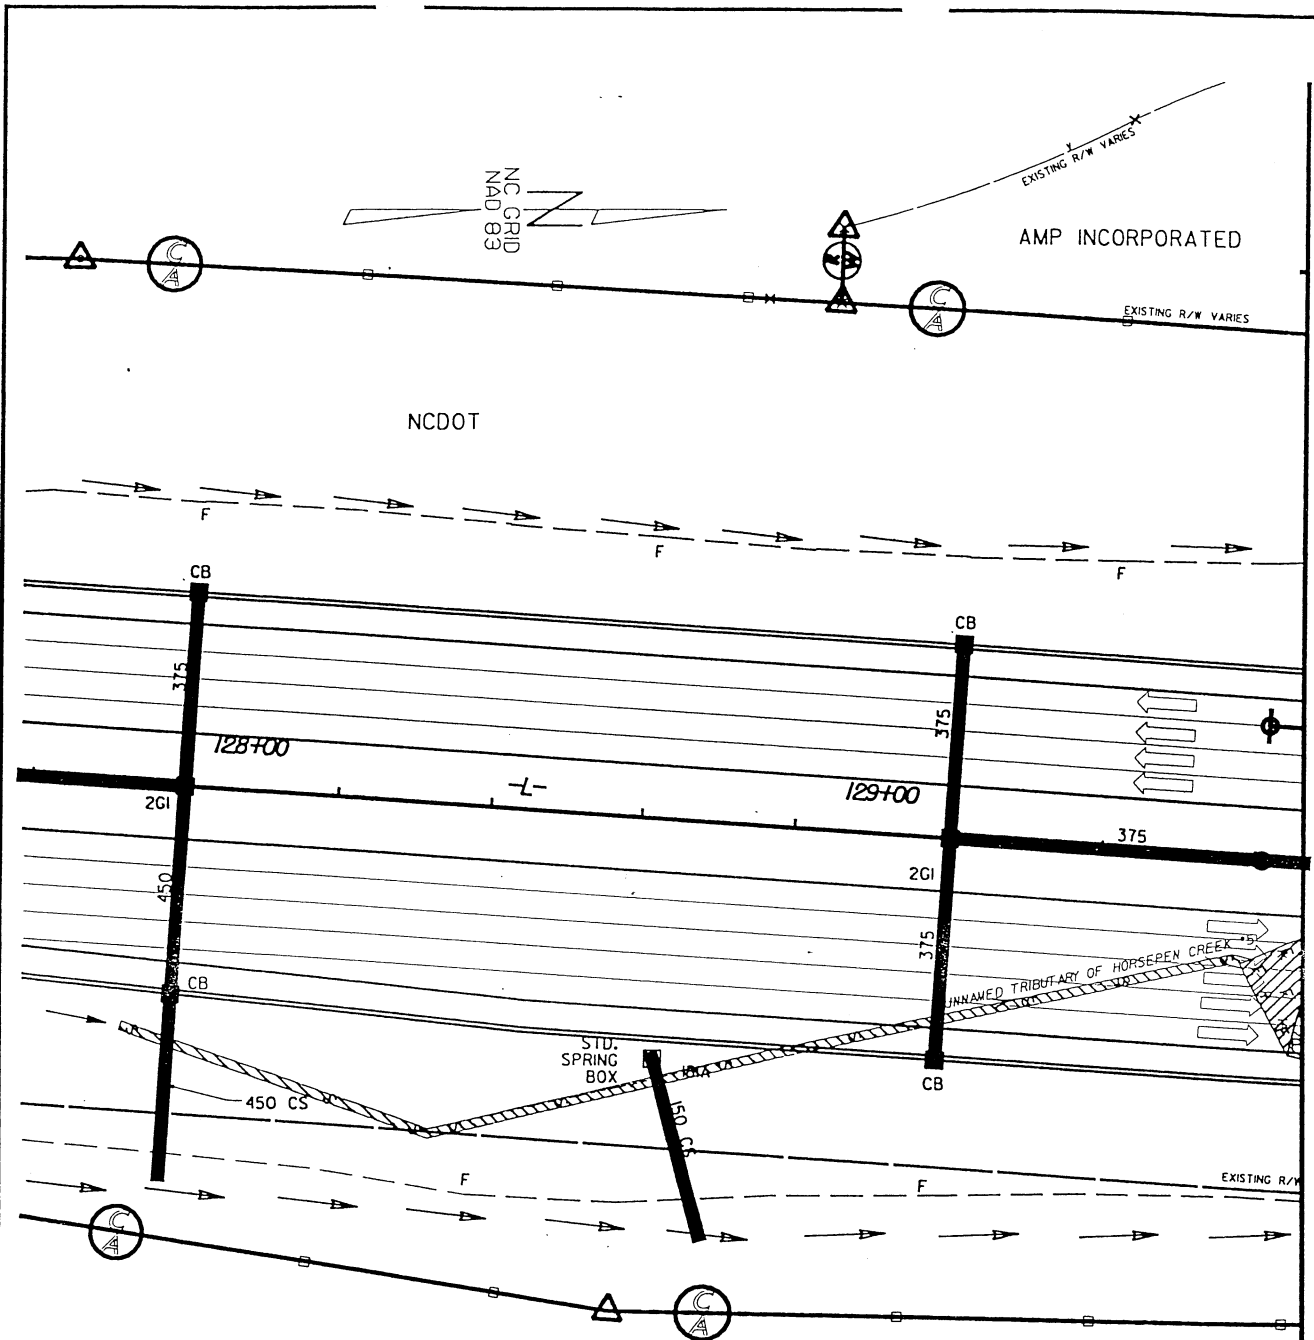 EXISTING R/W VARIES
NC GRID
NAD 83
AMP INCORPORATED
C
A
R
W
C
A
EXISTING R/W VARIES
NCDOT
F
F
F
CB
CB
375
375
128+00
-L-
129+00
2GI
375
2GI
450
375
UNNAMED TRIBUTARY OF HORSEPEN CREEK #5
CB
STD.
SPRING
BOX
CB
450 CS
150 CS
F
F
EXISTING R/W
C
A
C
A